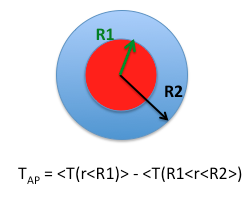 R1
R2
T_AP = <T(r<R1)> - <T(R1<r<R2>)